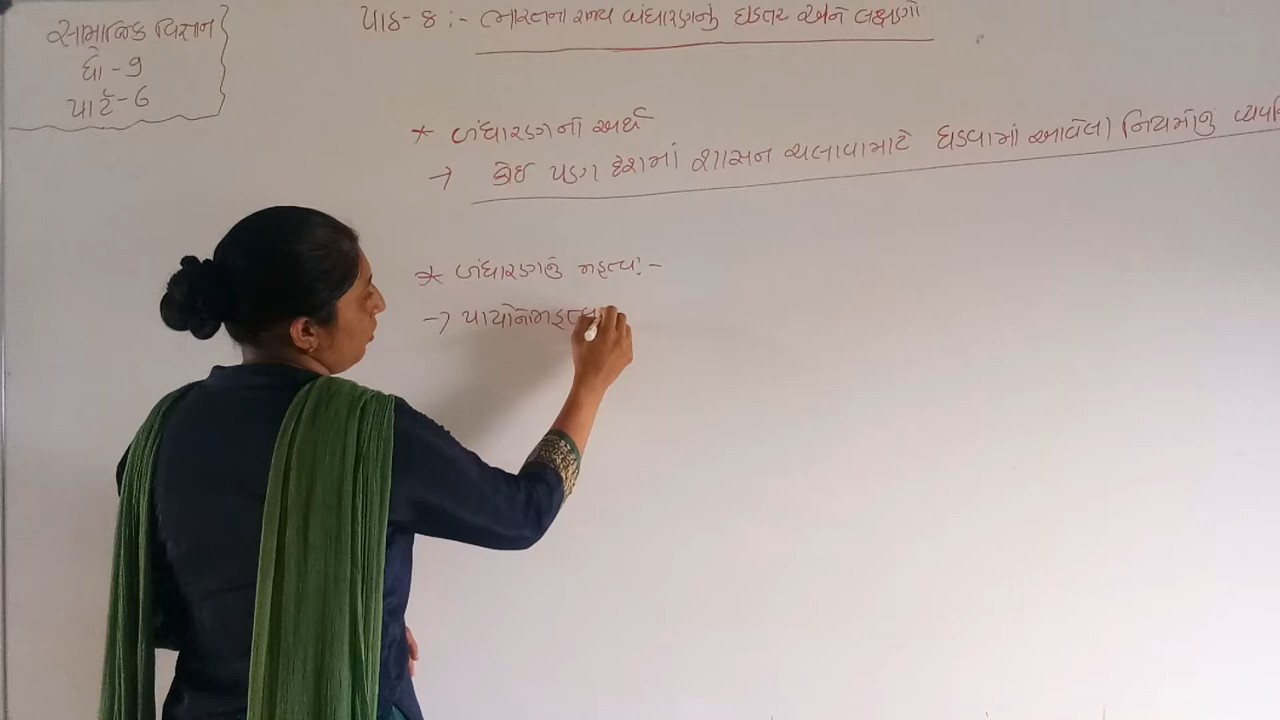 સામાજિક વિજ્ઞાન
ધો - 9
પાર્ટ - 6
પાઠ - 8 :- ભારતના રાજ્ય બંધારણનું ઘડતર અને લક્ષણો
* બંધારણનો અર્થ
→ કોઈ પણ દેશમાં શાસન ચલાવા માટે ઘડવામાં આવેલા નિયમોનું
* બંધારણનું મહત્વ :-
→ પાયાનું મહત્વ